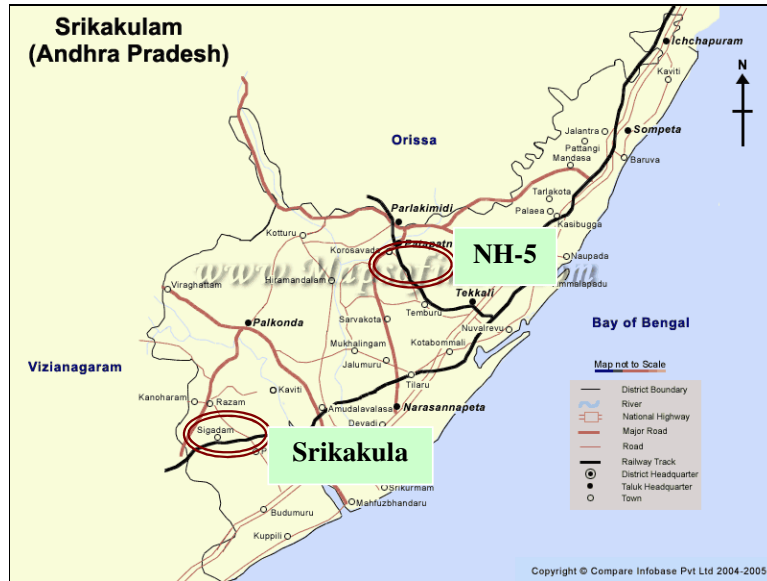 Srikakulam
(Andhra Pradesh)
Ichchapuram
N
Kaviti
Jalantra
Sompeta
Pattangi
Mandasa
Baruva
Orissa
Tarlakota
Parlakimidi
Palaea
Kasibugga
Kotturu
Korosavada
NH-5
Naupada
Viraghattam
Hiramandalam
Tekkali
Temburu
Palkonda
Sarvakota
Nuvalrevu
Bay of Bengal
Mukhalingam
Kotabommali
Jalumuru
Vizianagaram
Tilaru
Map not to Scale
Kanoharam
Razam
Kaviti
Amudalavalasa
Narasannapeta
Sigadam
Devadi
Srikakula
Srikurmam
Mahfuzbhandaru
Budumuru
Kuppili
District Boundary
River
National Highway
Major Road
Road
Railway Track
District Headquarter
Taluk Headquarter
Town
Copyright © Compare Infobase Pvt Ltd 2004-2005